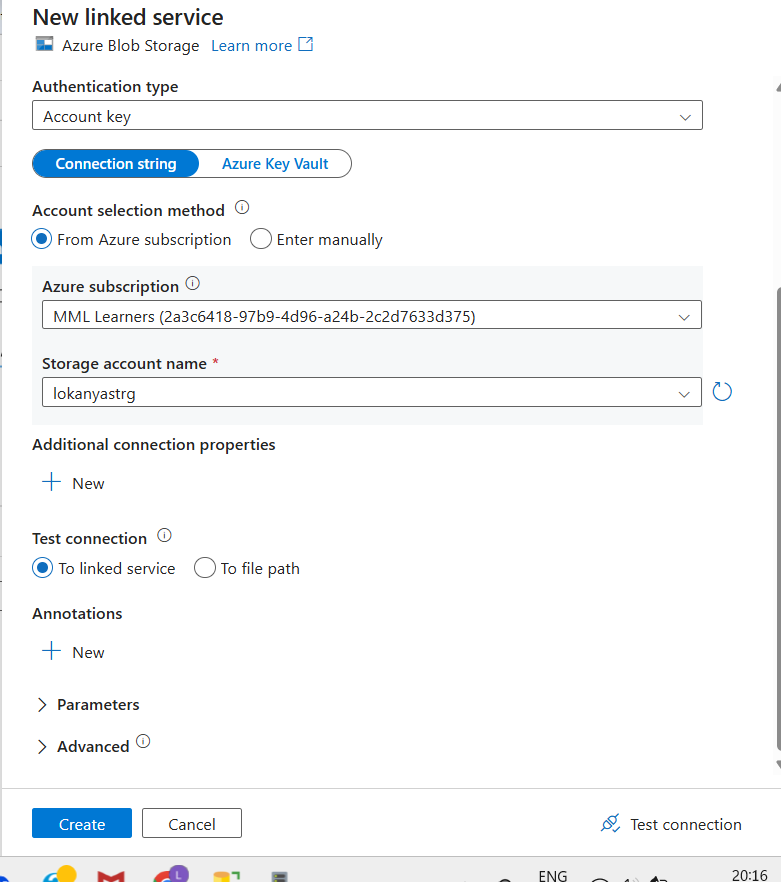 New linked service
Azure Blob Storage Learn more
Authentication type
Account key
Connection string Azure Key Vault
Account selection method
From Azure subscription Enter manually
Azure subscription
MML Learners (2a3c6418-97b9-4d96-a24b-2c2d7633d375)
Storage account name *
lokanyastrg
Additional connection properties
New
Test connection
To linked service To file path
Annotations
New
Parameters
Advanced
Create Cancel Test connection
L
ENG 20:16